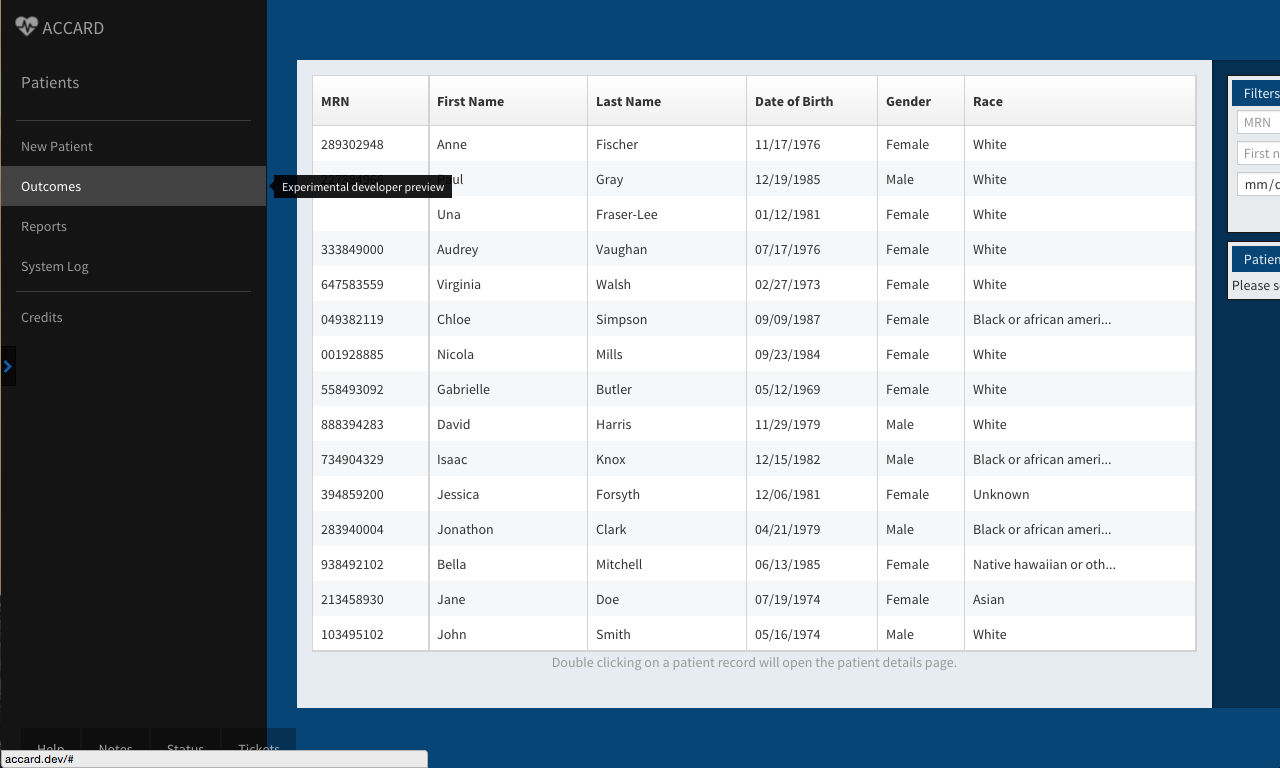 ACCARD
Patients
New Patient
Outcomes
Experimental developer preview
Reports
System Log
Credits
MRN First Name Last Name Date of Birth Gender Race
289302948 Anne Fischer 11/17/1976 Female White
Gray 12/19/1985 Male White
Una Fraser-Lee 01/12/1981 Female White
333849000 Audrey Vaughan 07/17/1976 Female White
647583559 Virginia Walsh 02/27/1973 Female White
049382119 Chloe Simpson 09/09/1987 Female Black or african ameri...
001928885 Nicola Mills 09/23/1984 Female White
558493092 Gabrielle Butler 05/12/1969 Female White
888394283 David Harris 11/29/1979 Male White
734904329 Isaac Knox 12/15/1982 Male Black or african ameri...
394859200 Jessica Forsyth 12/06/1981 Female Unknown
283940004 Jonathon Clark 04/21/1979 Male Black or african ameri...
938492102 Bella Mitchell 06/13/1985 Female Native hawaiian or oth...
213458930 Jane Doe 07/19/1974 Female Asian
103495102 John Smith 05/16/1974 Male White
Double clicking on a patient record will open the patient details page.
Filters
MRN
First n
mm/d
Patien
Please s
Help Notes Status Tickets
accard.dev/#